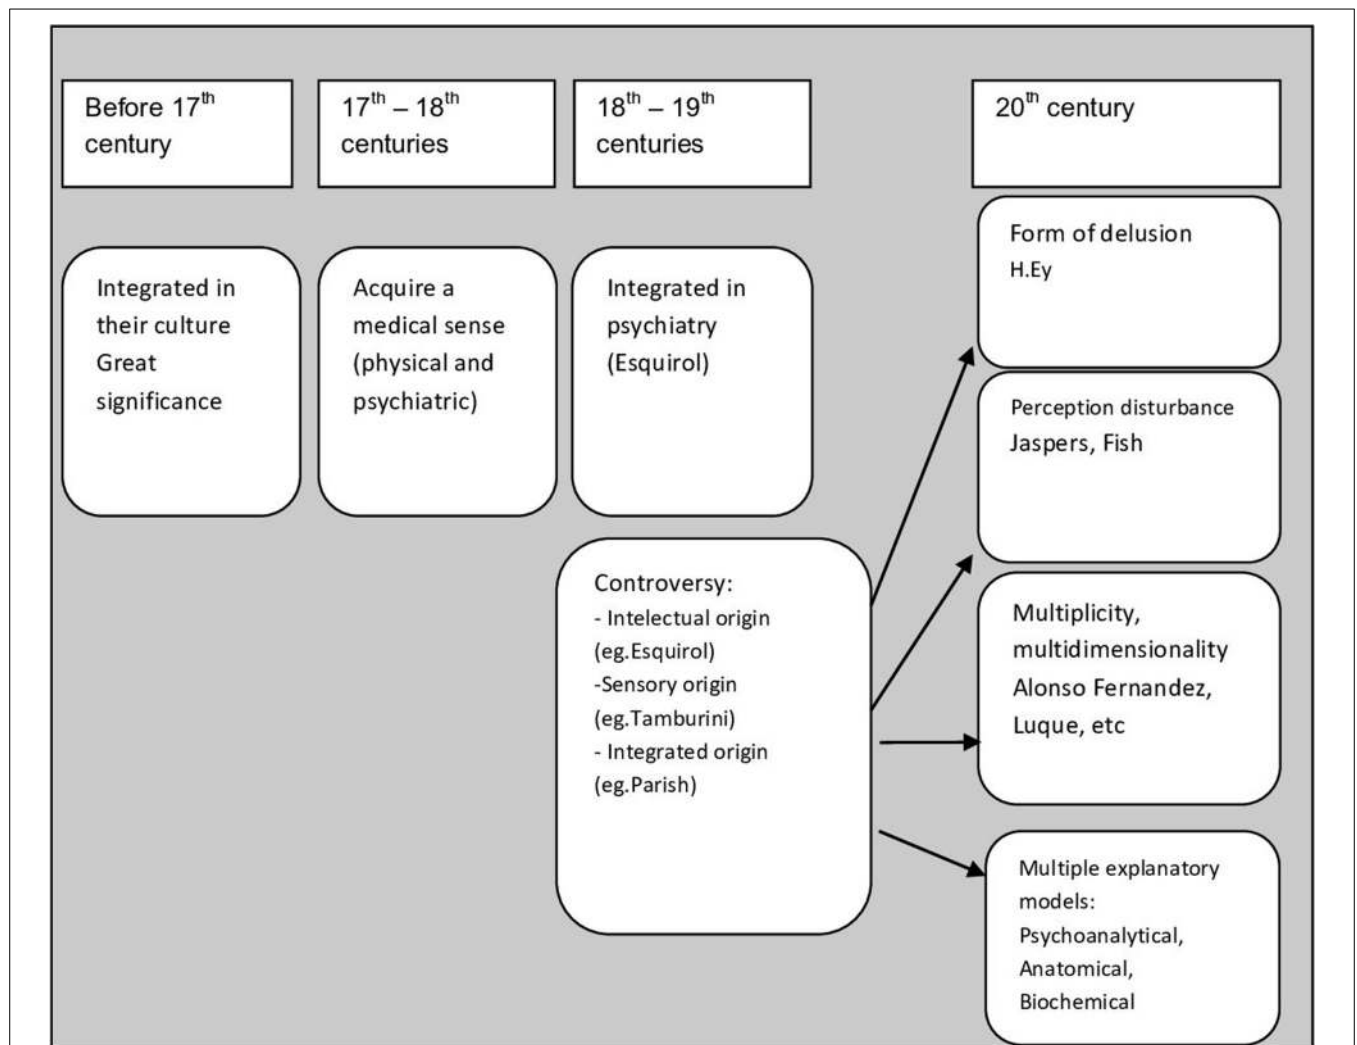 Before 17th
century
17th – 18th
centuries
18th – 19th
centuries
20th century
Integrated in
their culture
Great
significance
Acquire a
medical sense
(physical and
psychiatric)
Integrated in
psychiatry
(Esquirol)
Controversy:
- Intelectual origin
(eg.Esquirol)
-Sensory origin
(eg.Tamburini)
- Integrated origin
(eg.Parish)
Form of delusion
H.Ey
Perception disturbance
Jaspers, Fish
Multiplicity,
multidimensionality
Alonso Fernandez,
Luque, etc
Multiple explanatory
models:
Psychoanalytical,
Anatomical,
Biochemical